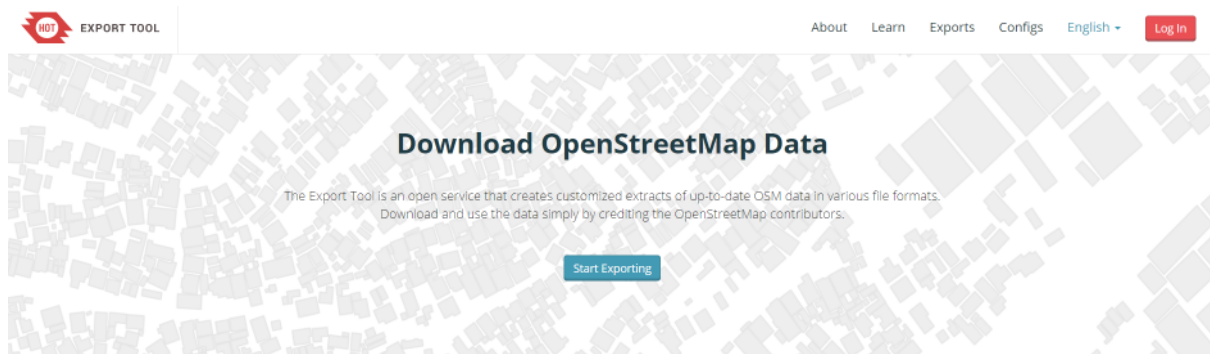 HOT EXPORT TOOL About Learn Exports Configs English Log In
Download OpenStreetMap Data
The Export Tool is an open service that creates customized extracts of up-to-date OSM data in various file formats.
Download and use the data simply by crediting the OpenStreetMap contributors.
Start Exporting